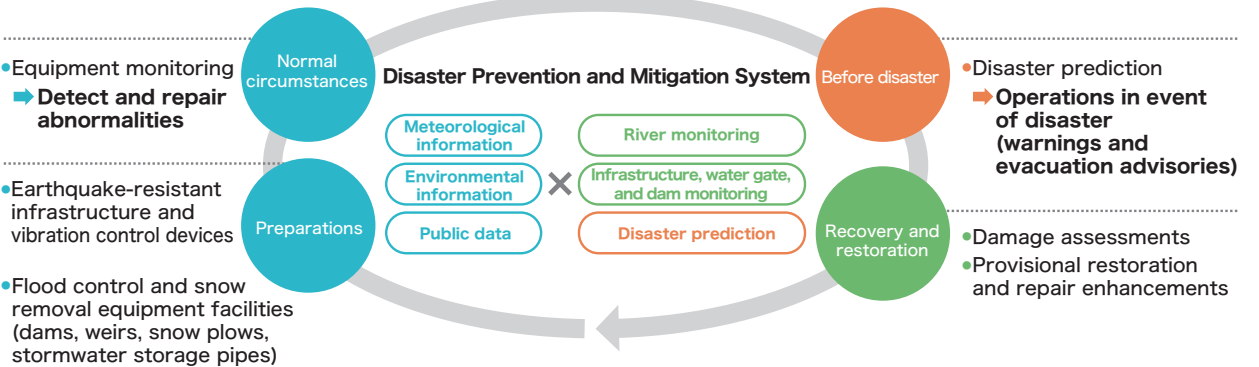 Normal
circumstances
•Equipment monitoring
➡Detect and repair
abnormalities
Preparations
•Earthquake-resistant
infrastructure and
vibration control devices
•Flood control and snow
removal equipment facilities
(dams, weirs, snow plows,
stormwater storage pipes)
Disaster Prevention and Mitigation System
Meteorological
information
Environmental
information
Public data
×
River monitoring
Infrastructure, water gate,
and dam monitoring
Disaster prediction
Before disaster
•Disaster prediction
➡Operations in event
of disaster
(warnings and
evacuation advisories)
Recovery and
restoration
•Damage assessments
•Provisional restoration
and repair enhancements